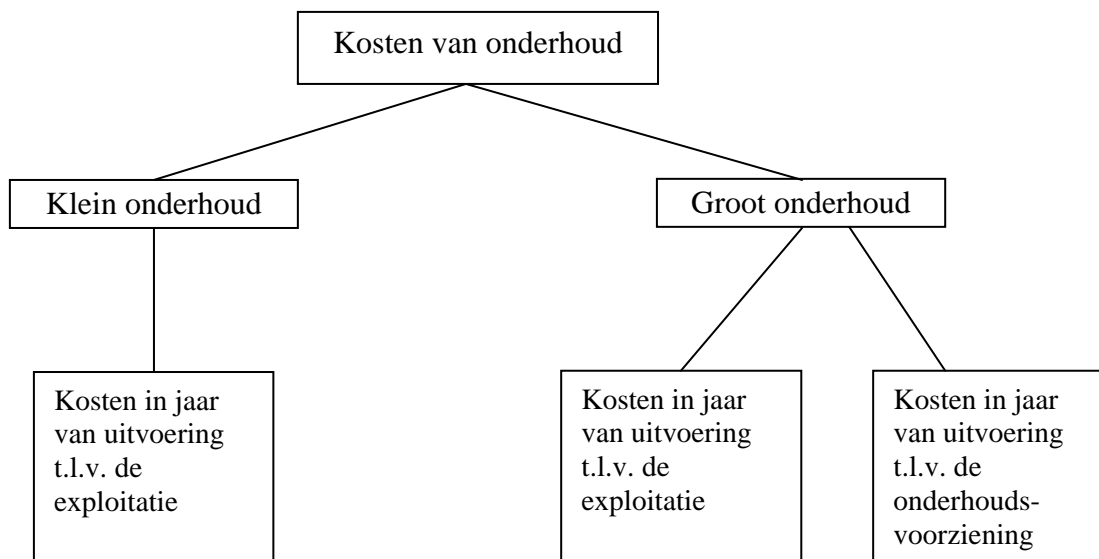 Kosten van onderhoud
Klein onderhoud
Groot onderhoud
Kosten in jaar
van uitvoering
t.l.v. de
exploitatie
Kosten in jaar
van uitvoering
t.l.v. de
exploitatie
Kosten in jaar
van uitvoering
t.l.v. de
onderhouds-
voorziening